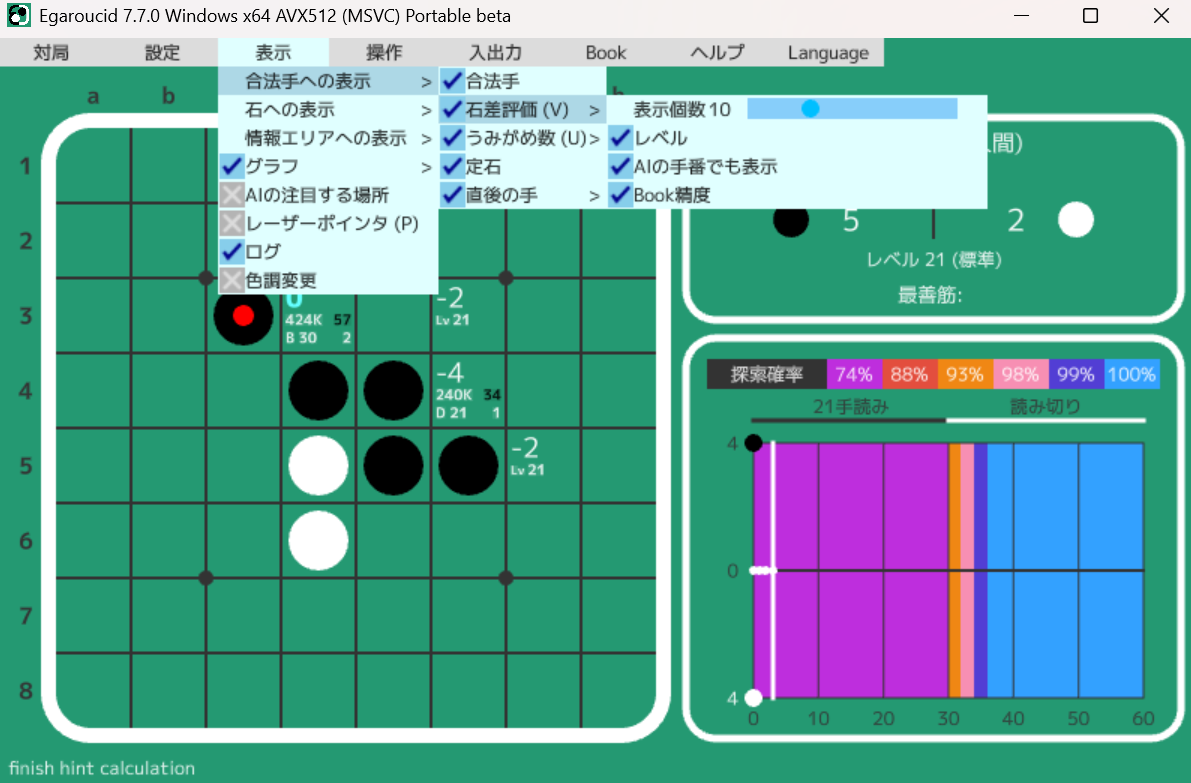 Egaroucid 7.7.0 Windows x64 AVX512 (MSVC) Portable beta
対局 設定 表示 操作 入出力 Book ヘルプ Language
合法手への表示 >
石への表示 >
情報エリアへの表示 >
グラフ >
AIの注目する場所
レーザーポインタ (P)
ログ
色調変更
合法手
石差評価 (V) >
うみがめ数 (U)>
定石
直後の手 >
表示個数 10
レベル
AIの手番でも表示
Book精度
a b
1
2
3
4
5
6
7
8
0
424K 57
B 30 2
-2
Lv 21
-4
240K 34
D 21 1
-2
Lv 21
人間)
5 2
レベル 21 (標準)
最善筋:
探索確率 74% 88% 93% 98% 99% 100%
21手読み 読み切り
4
0
4
0 10 20 30 40 50 60
finish hint calculation